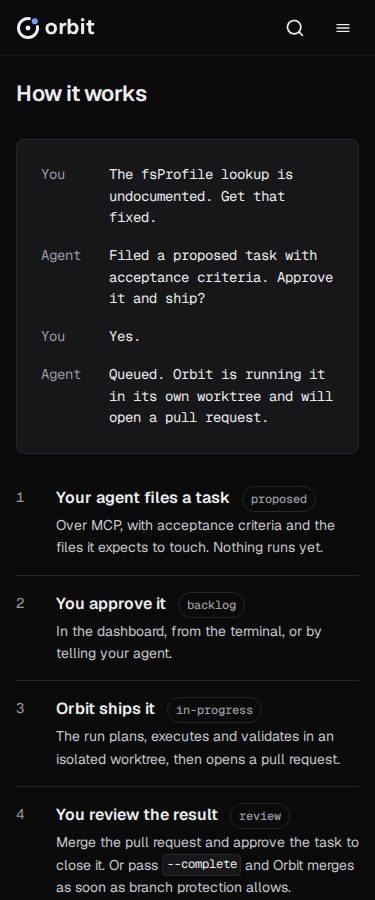 orbit
How it works
You The fsProfile lookup is
undocumented. Get that
fixed.
Agent Filed a proposed task with
acceptance criteria. Approve
it and ship?
You Yes.
Agent Queued. Orbit is running it
in its own worktree and will
open a pull request.
1 Your agent files a task proposed
Over MCP, with acceptance criteria and the
files it expects to touch. Nothing runs yet.
2 You approve it backlog
In the dashboard, from the terminal, or by
telling your agent.
3 Orbit ships it in-progress
The run plans, executes and validates in an
isolated worktree, then opens a pull request.
4 You review the result review
Merge the pull request and approve the task to
close it. Or pass --complete and Orbit merges
as soon as branch protection allows.